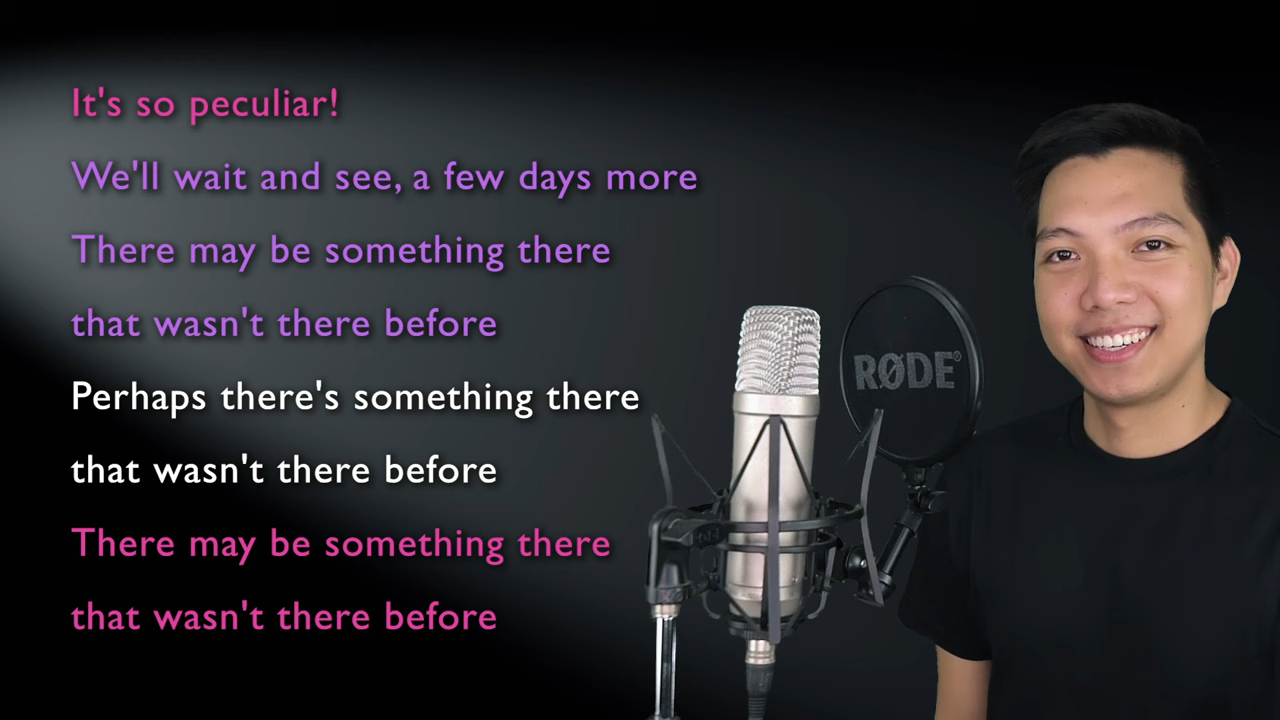 It's so peculiar!
We'll wait and see, a few days more
There may be something there
that wasn't there before
Perhaps there's something there
that wasn't there before
There may be something there
that wasn't there before
RØDE®